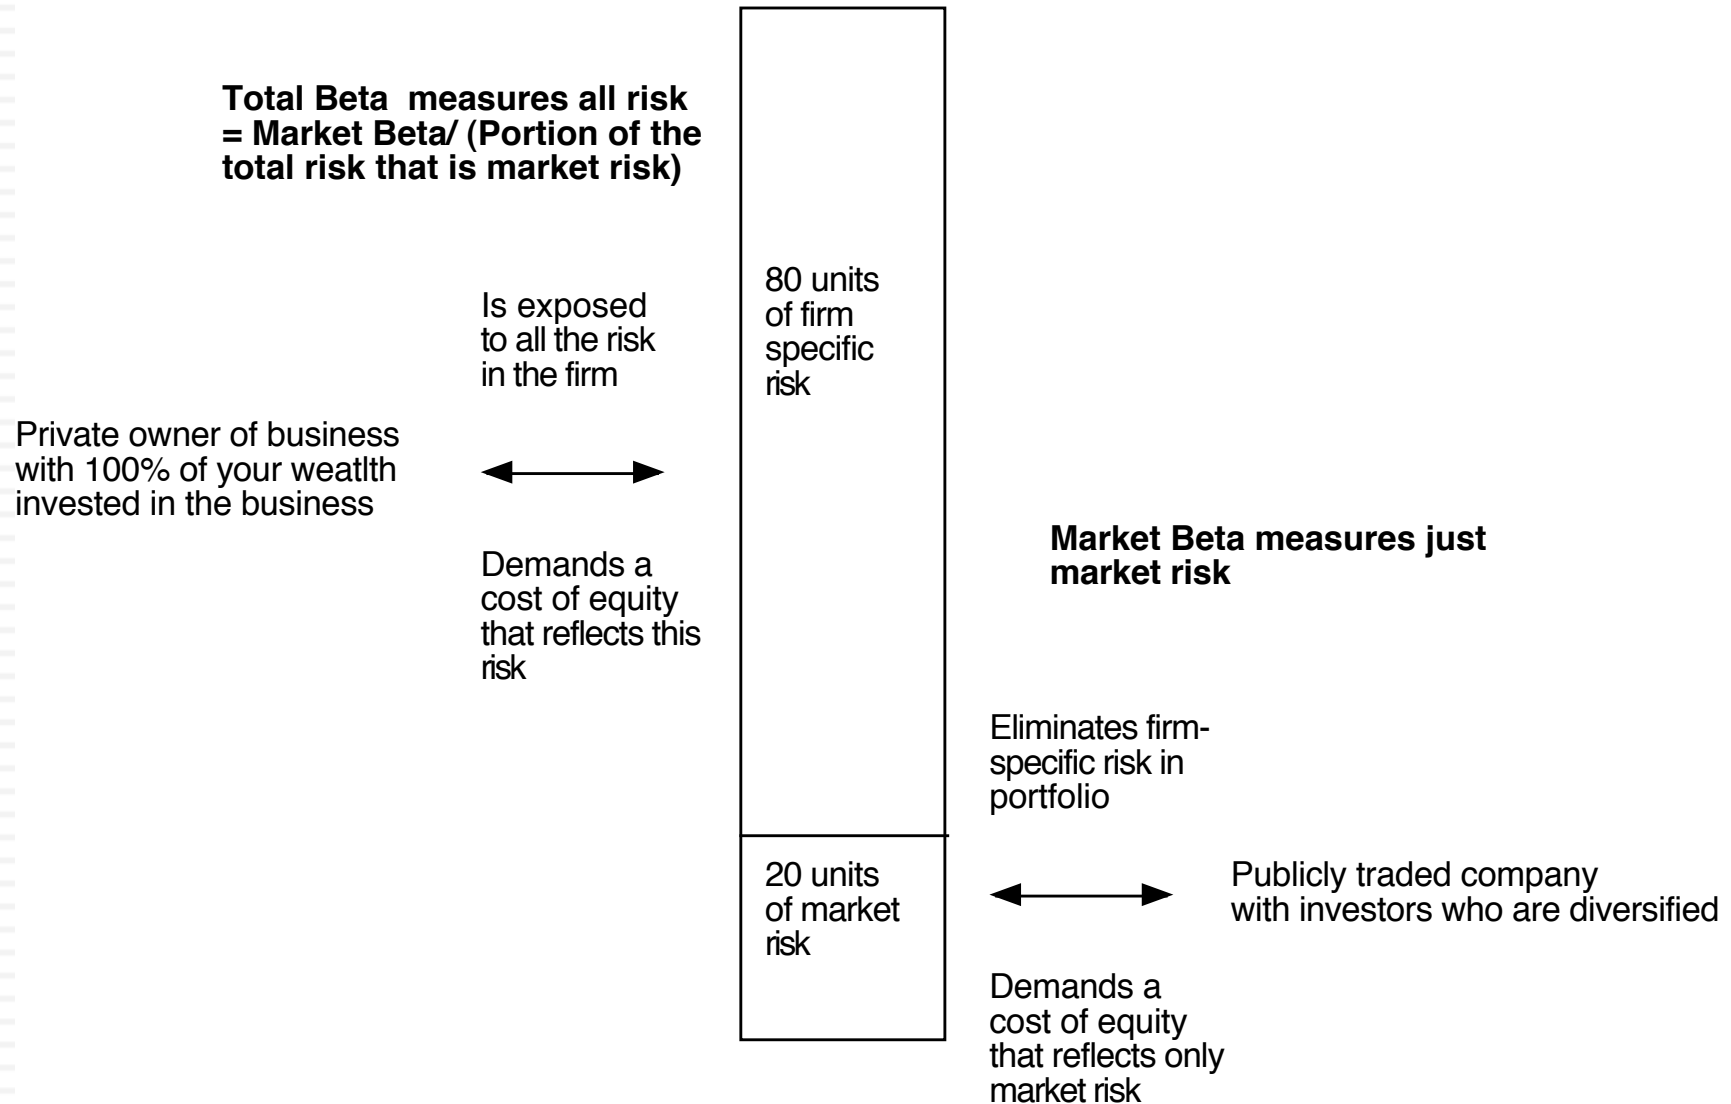 Total Beta measures all risk
= Market Beta/ (Portion of the
total risk that is market risk)
80 units
of firm
specific
risk
Is exposed
to all the risk
in the firm
Private owner of business
with 100% of your weatlth
invested in the business
Demands a
cost of equity
that reflects this
risk
Market Beta measures just
market risk
Eliminates firm-
specific risk in
portfolio
20 units
of market
risk
Publicly traded company
with investors who are diversified
Demands a
cost of equity
that reflects only
market risk